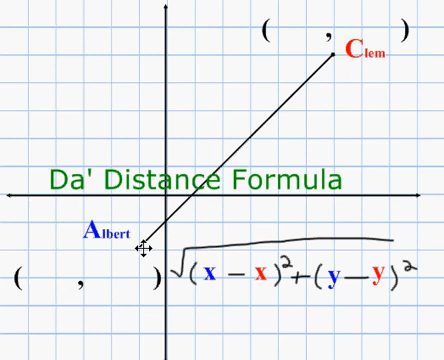 ( , )
Clem
Da' Distance Formula
Albert
( , )
√(x − x)² + (y − y)²